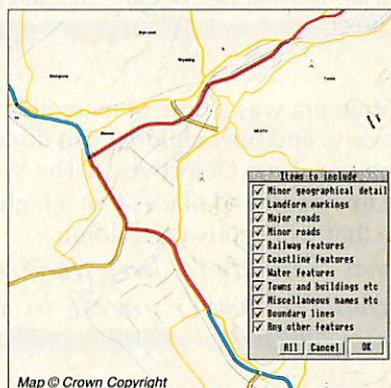 NEATH
Items to include
Minor geographical detail
Landform markings
Major roads
Minor roads
Railway features
Coastline features
Water features
Towns and buildings etc
Miscellaneous names etc
Boundary lines
Any other features
All Cancel OK
Map © Crown Copyright